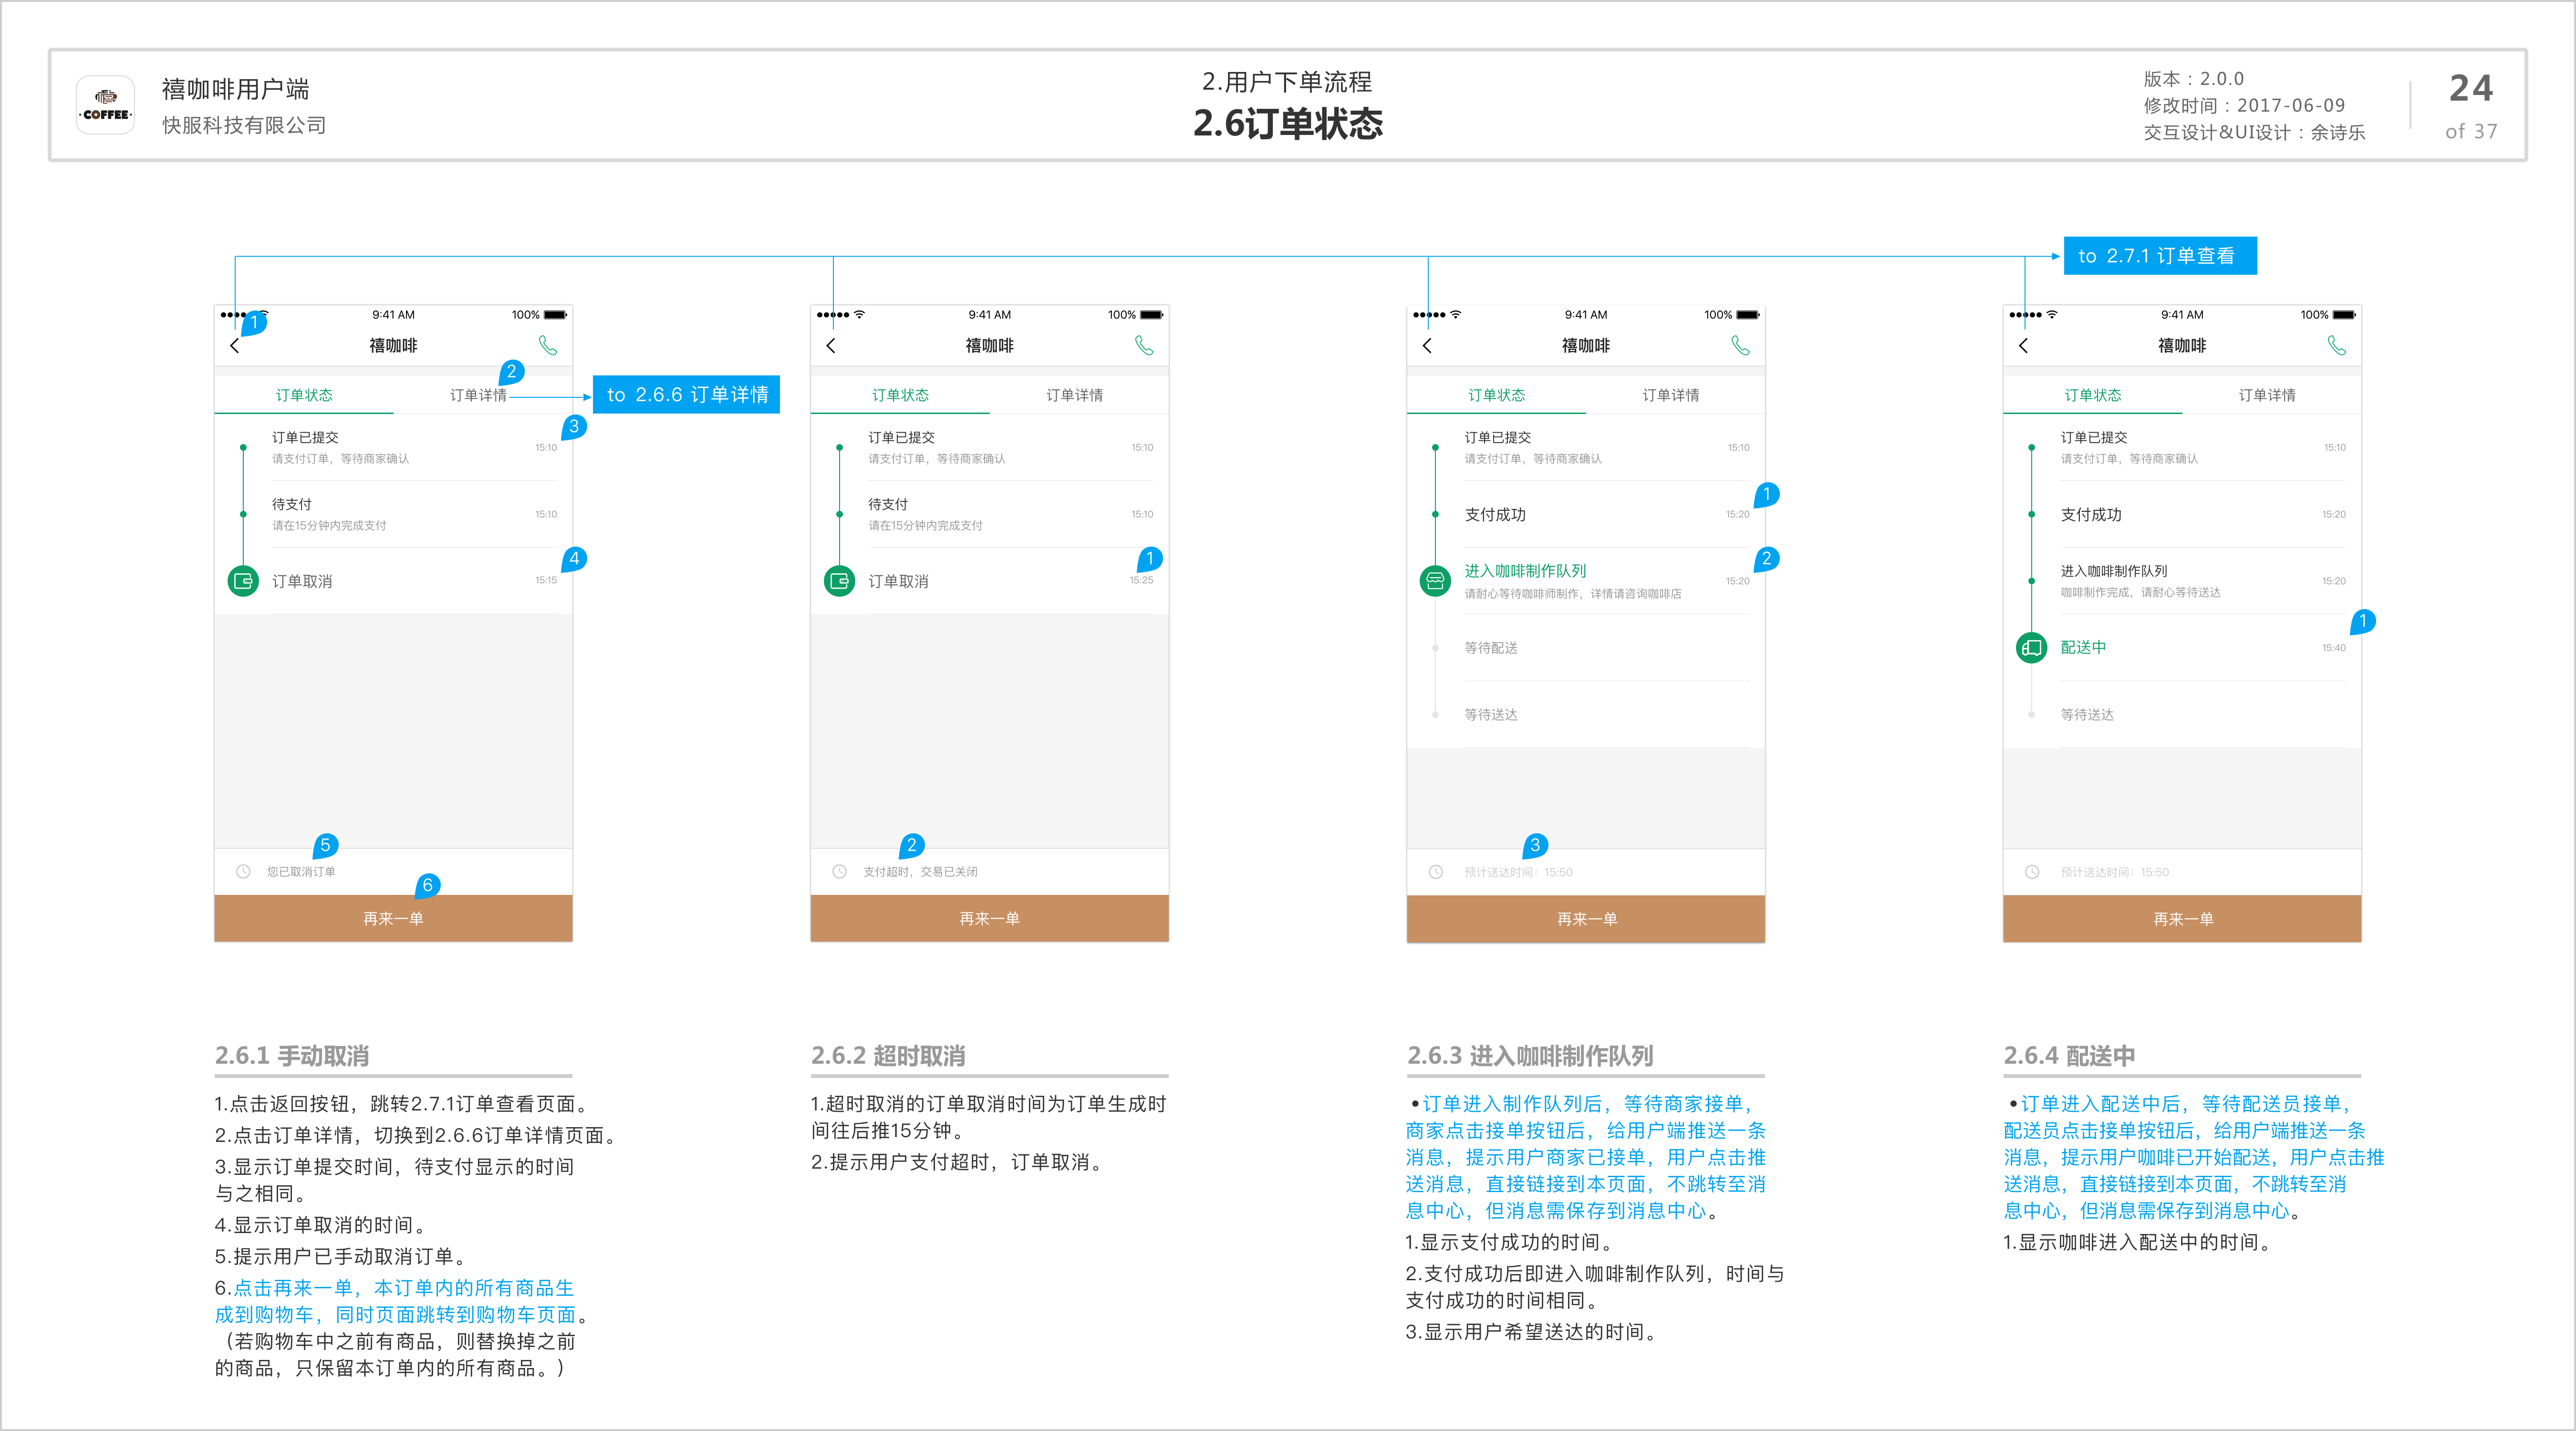 COFFEE
禧咖啡用户端
快服科技有限公司
2.用户下单流程
2.6订单状态
版本：2.0.0
修改时间：2017-06-09
交互设计&UI设计：余诗乐
24
of 37
to 2.7.1 订单查看
9:41 AM
100%
1
禧咖啡
2
订单状态
订单详情
to 2.6.6 订单详情
3
订单已提交
请支付订单，等待商家确认
15:10
待支付
请在15分钟内完成支付
15:10
4
订单取消
15:15
5
您已取消订单
6
再来一单
9:41 AM
100%
禧咖啡
订单状态
订单详情
订单已提交
请支付订单，等待商家确认
15:10
待支付
请在15分钟内完成支付
15:10
1
订单取消
15:25
2
支付超时，交易已关闭
再来一单
9:41 AM
100%
禧咖啡
订单状态
订单详情
订单已提交
请支付订单，等待商家确认
15:10
1
支付成功
15:20
2
进入咖啡制作队列
请耐心等待咖啡师制作，详情请咨询咖啡店
15:20
等待配送
等待送达
3
预计送达时间：15:50
再来一单
9:41 AM
100%
禧咖啡
订单状态
订单详情
订单已提交
请支付订单，等待商家确认
15:10
支付成功
15:20
进入咖啡制作队列
咖啡制作完成，请耐心等待送达
15:20
1
配送中
15:40
等待送达
预计送达时间：15:50
再来一单
2.6.1 手动取消
1.点击返回按钮，跳转2.7.1订单查看页面。
2.点击订单详情，切换到2.6.6订单详情页面。
3.显示订单提交时间，待支付显示的时间
与之相同。
4.显示订单取消的时间。
5.提示用户已手动取消订单。
6.点击再来一单，本订单内的所有商品生
成到购物车，同时页面跳转到购物车页面。
（若购物车中之前有商品，则替换掉之前
的商品，只保留本订单内的所有商品。）
2.6.2 超时取消
1.超时取消的订单取消时间为订单生成时
间往后推15分钟。
2.提示用户支付超时，订单取消。
2.6.3 进入咖啡制作队列
•订单进入制作队列后，等待商家接单，
商家点击接单按钮后，给用户端推送一条
消息，提示用户商家已接单，用户点击推
送消息，直接链接到本页面，不跳转至消
息中心，但消息需保存到消息中心。
1.显示支付成功的时间。
2.支付成功后即进入咖啡制作队列，时间与
支付成功的时间相同。
3.显示用户希望送达的时间。
2.6.4 配送中
•订单进入配送中后，等待配送员接单，
配送员点击接单按钮后，给用户端推送一条
消息，提示用户咖啡已开始配送，用户点击推
送消息，直接链接到本页面，不跳转至消
息中心，但消息需保存到消息中心。
1.显示咖啡进入配送中的时间。